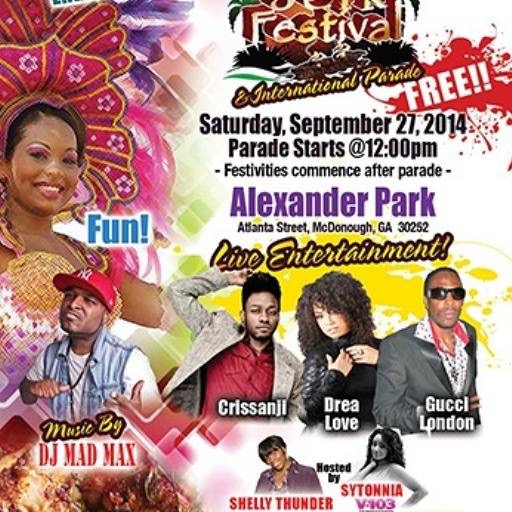 Festival
& International Parade
FREE!!
Saturday, September 27, 2014
Parade Starts @12:00pm
- Festivities commence after parade -
Alexander Park
Atlanta Street, McDonough, GA 30252
Fun!
Live Entertainment!
Crissanji
Drea
Love
Gucci
London
Music By
DJ MAD MAX
Hosted
by
SHELLY THUNDER
SYTONNIA
V-103